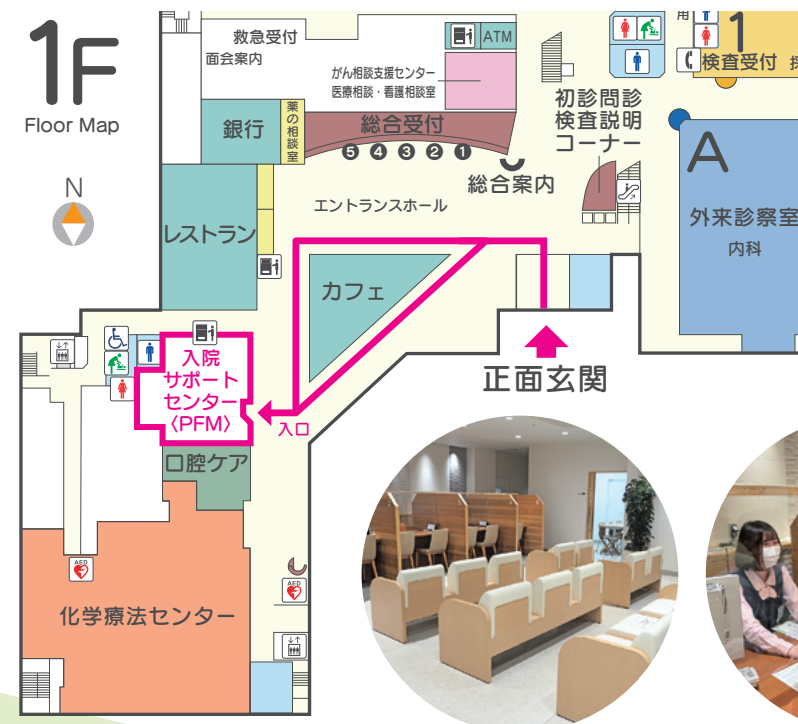 1F
Floor Map
N
救急受付
面会案内
ATM
がん相談支援センター
医療相談・看護相談室
銀行
薬の相談室
総合受付
5 4 3 2 1
総合案内
エントランスホール
初診問診
検査説明
コーナー
用
1
検査受付 採
A
外来診察室
内科
レストラン
カフェ
正面玄関
入院
サポート
センター
〈PFM〉
入口
口腔ケア
AED
AED
化学療法センター